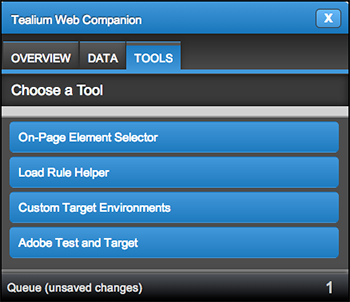 Tealium Web Companion X
OVERVIEW DATA TOOLS
Choose a Tool
On-Page Element Selector
Load Rule Helper
Custom Target Environments
Adobe Test and Target
Queue (unsaved changes) 1